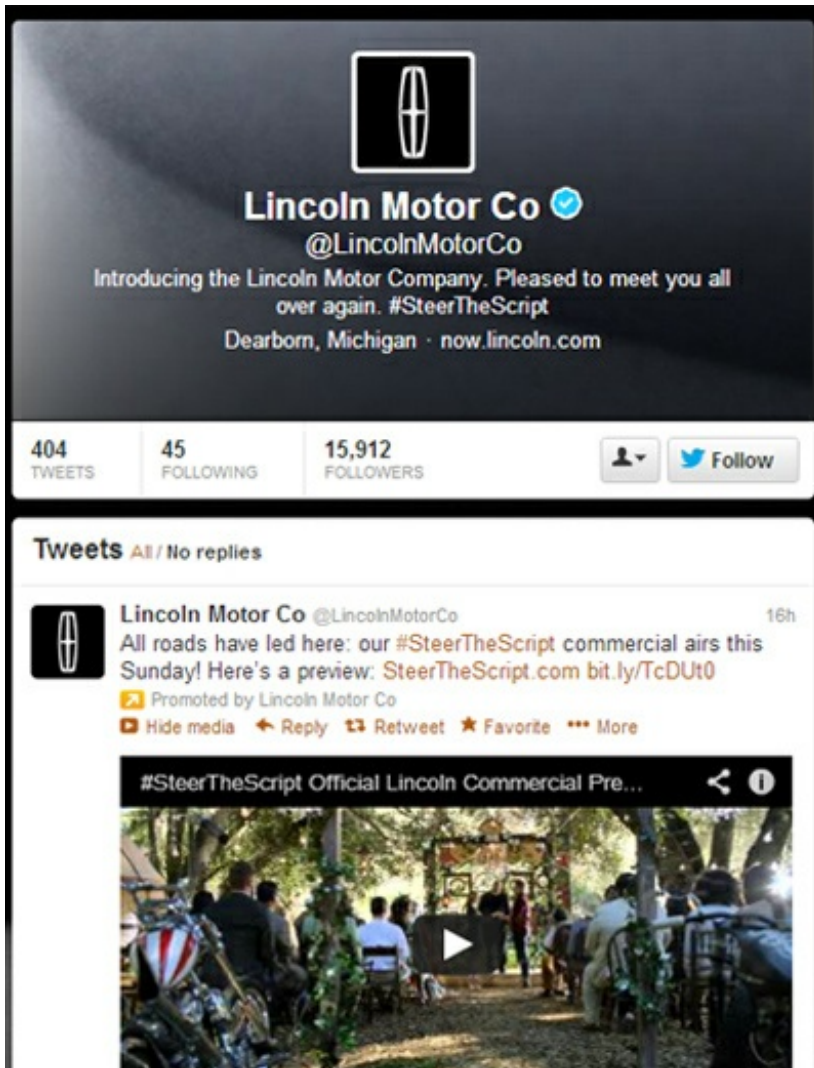 Lincoln Motor Co
@LincolnMotorCo
Introducing the Lincoln Motor Company. Pleased to meet you all
over again. #SteerTheScript
Dearborn, Michigan · now.lincoln.com
404
TWEETS
45
FOLLOWING
15,912
FOLLOWERS
Follow
Tweets All / No replies
Lincoln Motor Co @LincolnMotorCo 16h
All roads have led here: our #SteerTheScript commercial airs this
Sunday! Here's a preview: SteerTheScript.com bit.ly/TcDUt0
Promoted by Lincoln Motor Co
Hide media Reply Retweet Favorite More
#SteerTheScript Official Lincoln Commercial Pre...